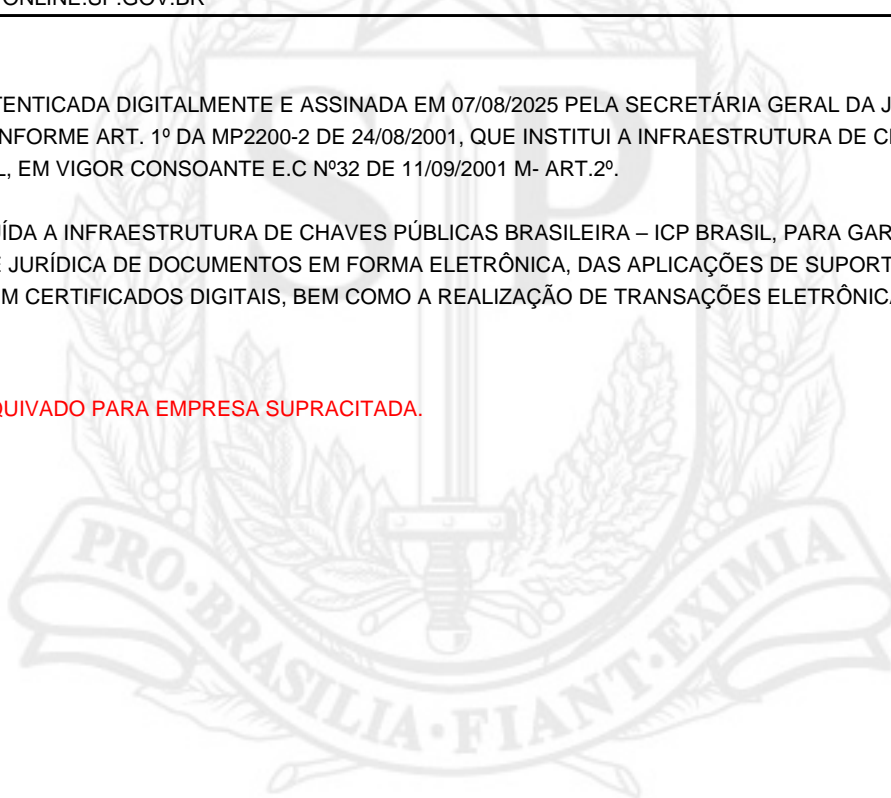 ONLINE.SP.GOV.BR
TENTICADA DIGITALMENTE E ASSINADA EM 07/08/2025 PELA SECRETÁRIA GERAL DA J
NFORME ART. 1º DA MP2200-2 DE 24/08/2001, QUE INSTITUI A INFRAESTRUTURA DE C
L, EM VIGOR CONSOANTE E.C Nº32 DE 11/09/2001 M- ART.2º.
ÍDA A INFRAESTRUTURA DE CHAVES PÚBLICAS BRASILEIRA – ICP BRASIL, PARA GAR
E JURÍDICA DE DOCUMENTOS EM FORMA ELETRÔNICA, DAS APLICAÇÕES DE SUPORT
M CERTIFICADOS DIGITAIS, BEM COMO A REALIZAÇÃO DE TRANSAÇÕES ELETRÔNICA
QUIVADO PARA EMPRESA SUPRACITADA.
SP
PRO·BRASILIA·FIANT·EXIMIA